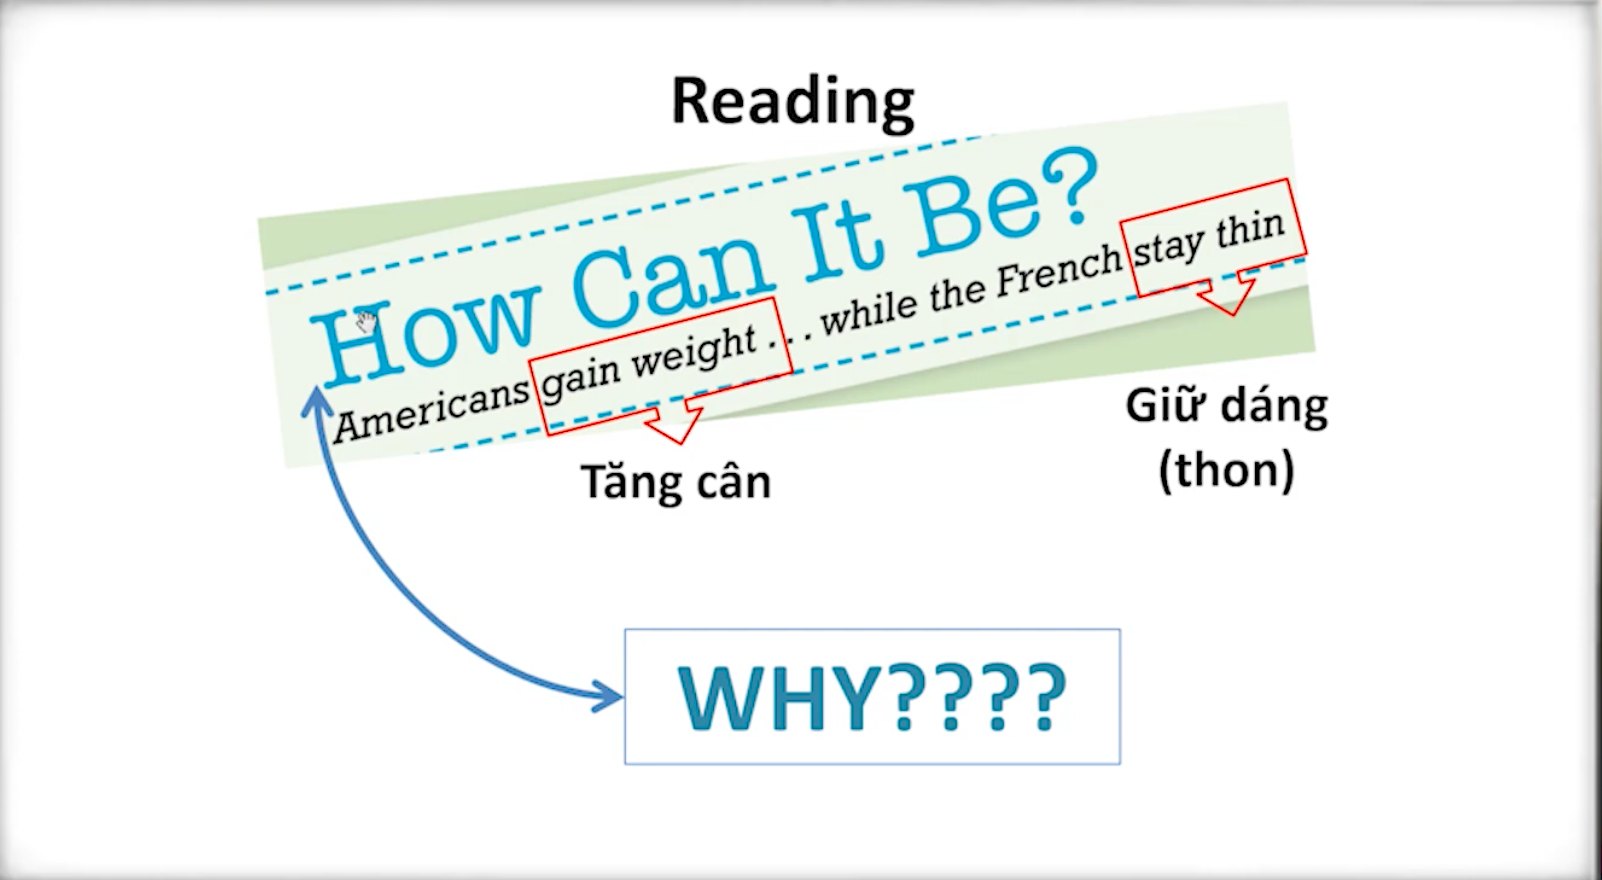 Reading
How Can It Be?
Americans gain weight . . . while the French stay thin
Tăng cân
Giữ dáng
(thon)
WHY????